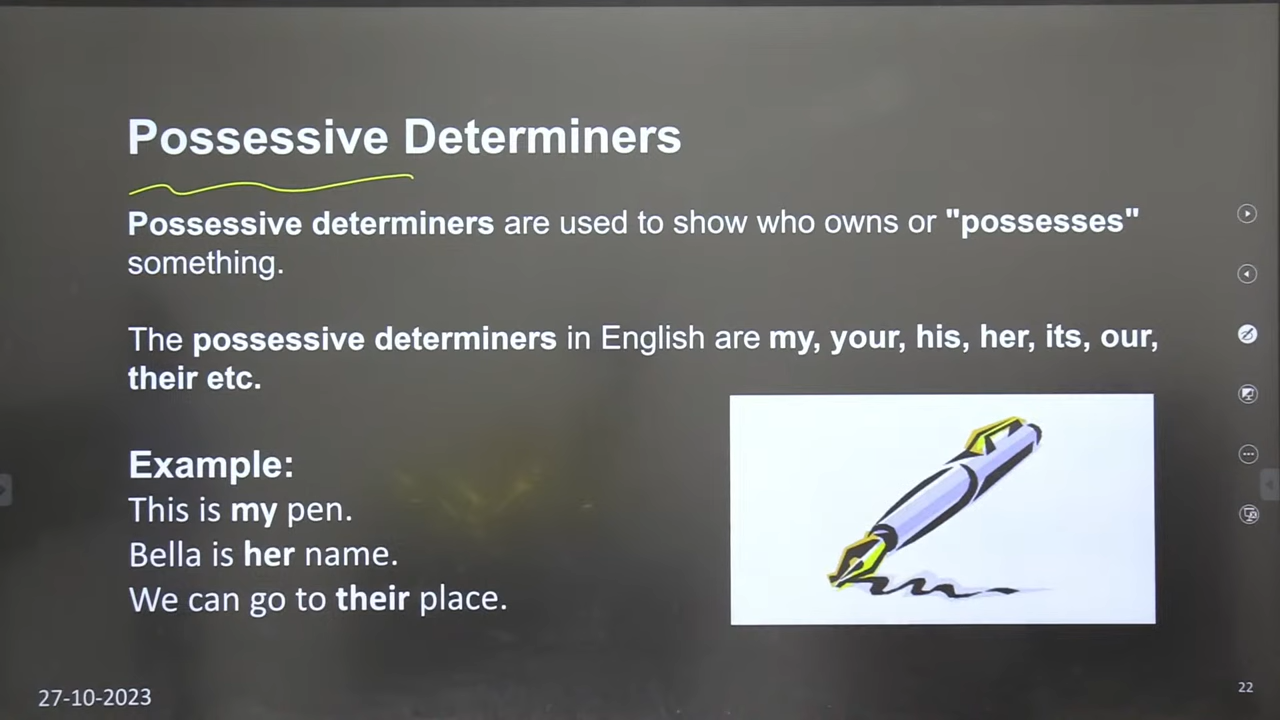 Possessive Determiners
Possessive determiners are used to show who owns or "possesses"
something.
The possessive determiners in English are my, your, his, her, its, our,
their etc.
Example:
This is my pen.
Bella is her name.
We can go to their place.
27-10-2023
22